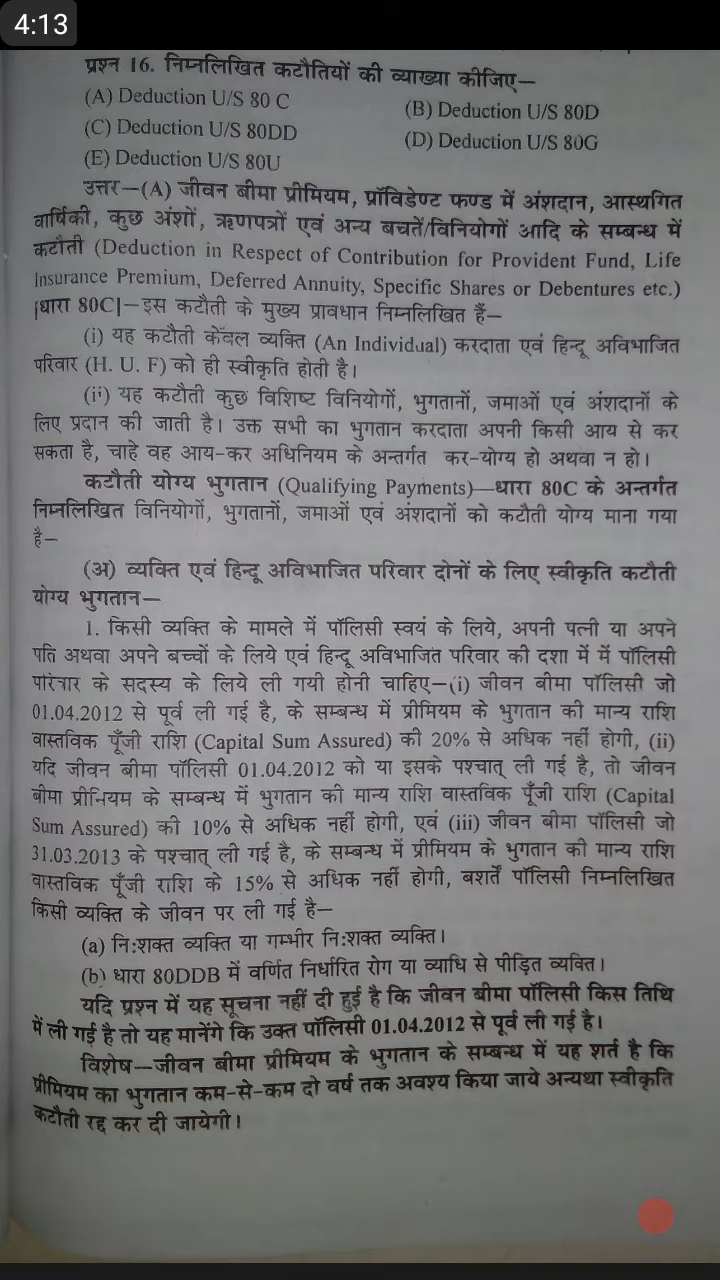 4:13
प्रश्न 16. निम्नलिखित कटौतियों की व्याख्या कीजिए–
(A) Deduction U/S 80 C
(B) Deduction U/S 80D
(C) Deduction U/S 80DD
(D) Deduction U/S 80G
(E) Deduction U/S 80U
उत्तर–(A) जीवन बीमा प्रीमियम, प्रॉविडेण्ट फण्ड में अंशदान, आस्थगित
वार्षिकी, कुछ अंशों, ऋणपत्रों एवं अन्य बचतें/विनियोगों आदि के सम्बन्ध में
कटौती (Deduction in Respect of Contribution for Provident Fund, Life
Insurance Premium, Deferred Annuity, Specific Shares or Debentures etc.)
[धारा 80C]–इस कटौती के मुख्य प्रावधान निम्नलिखित हैं–
(i) यह कटौती केवल व्यक्ति (An Individual) करदाता एवं हिन्दू अविभाजित
परिवार (H. U. F) को ही स्वीकृति होती है।
(ii) यह कटौती कुछ विशिष्ट विनियोगों, भुगतानों, जमाओं एवं अंशदानों के
लिए प्रदान की जाती है। उक्त सभी का भुगतान करदाता अपनी किसी आय से कर
सकता है, चाहे वह आय-कर अधिनियम के अन्तर्गत कर-योग्य हो अथवा न हो।
कटौती योग्य भुगतान (Qualifying Payments)—धारा 80C के अन्तर्गत
निम्नलिखित विनियोगों, भुगतानों, जमाओं एवं अंशदानों को कटौती योग्य माना गया
है–
(अ) व्यक्ति एवं हिन्दू अविभाजित परिवार दोनों के लिए स्वीकृति कटौती
योग्य भुगतान–
1. किसी व्यक्ति के मामले में पॉलिसी स्वयं के लिये, अपनी पत्नी या अपने
पति अथवा अपने बच्चों के लिये एवं हिन्दू अविभाजित परिवार की दशा में में पॉलिसी
परिवार के सदस्य के लिये ली गयी होनी चाहिए–(i) जीवन बीमा पॉलिसी जो
01.04.2012 से पूर्व ली गई है, के सम्बन्ध में प्रीमियम के भुगतान की मान्य राशि
वास्तविक पूँजी राशि (Capital Sum Assured) की 20% से अधिक नहीं होगी, (ii)
यदि जीवन बीमा पॉलिसी 01.04.2012 को या इसके पश्चात् ली गई है, तो जीवन
बीमा प्रीमियम के सम्बन्ध में भुगतान की मान्य राशि वास्तविक पूँजी राशि (Capital
Sum Assured) की 10% से अधिक नहीं होगी, एवं (iii) जीवन बीमा पॉलिसी जो
31.03.2013 के पश्चात् ली गई है, के सम्बन्ध में प्रीमियम के भुगतान की मान्य राशि
वास्तविक पूँजी राशि के 15% से अधिक नहीं होगी, बशर्तें पॉलिसी निम्नलिखित
किसी व्यक्ति के जीवन पर ली गई है–
(a) नि:शक्त व्यक्ति या गम्भीर नि:शक्त व्यक्ति।
(b) धारा 80DDB में वर्णित निर्धारित रोग या व्याधि से पीड़ित व्यक्ति।
यदि प्रश्न में यह सूचना नहीं दी हुई है कि जीवन बीमा पॉलिसी किस तिथि
में ली गई है तो यह मानेंगे कि उक्त पॉलिसी 01.04.2012 से पूर्व ली गई है।
विशेष–जीवन बीमा प्रीमियम के भुगतान के सम्बन्ध में यह शर्त है कि
प्रीमियम का भुगतान कम-से-कम दो वर्ष तक अवश्य किया जाये अन्यथा स्वीकृति
कटौती रद्द कर दी जायेगी।